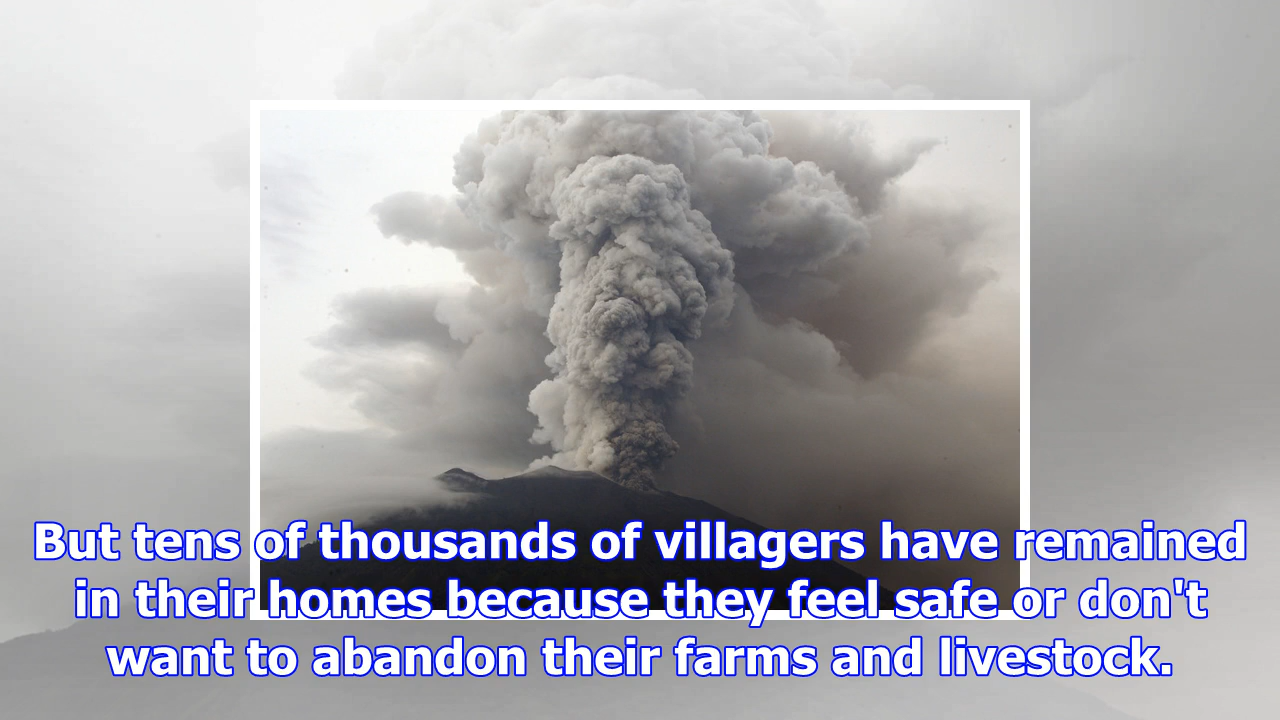 But tens of thousands of villagers have remained
in their homes because they feel safe or don't
want to abandon their farms and livestock.